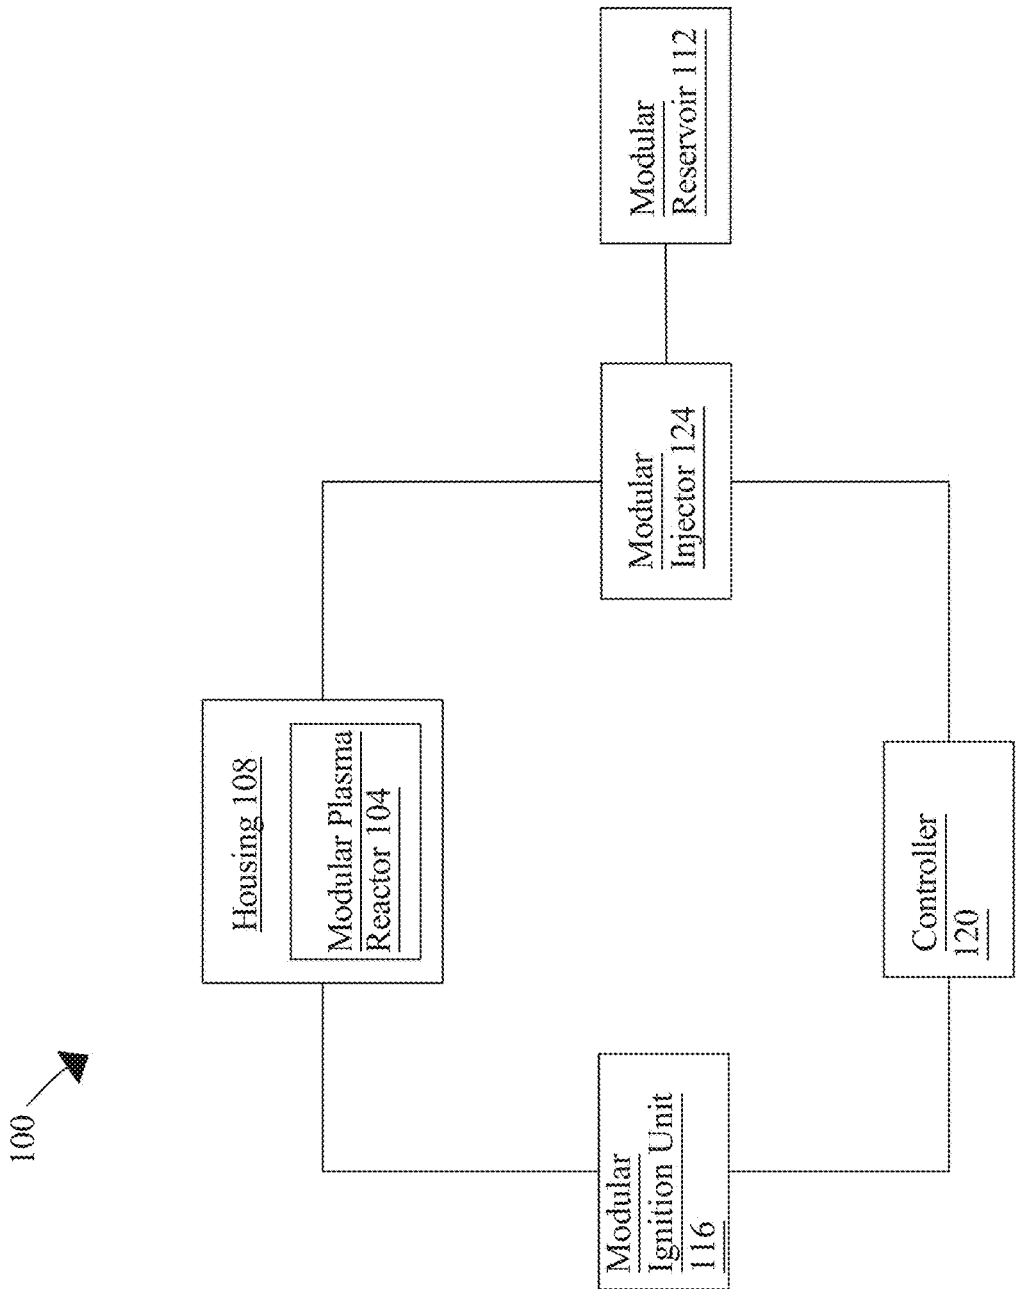 100
Housing 108
Modular Plasma
Reactor 104
Modular
Ignition Unit
116
Modular
Injector 124
Modular
Reservoir 112
Controller
120